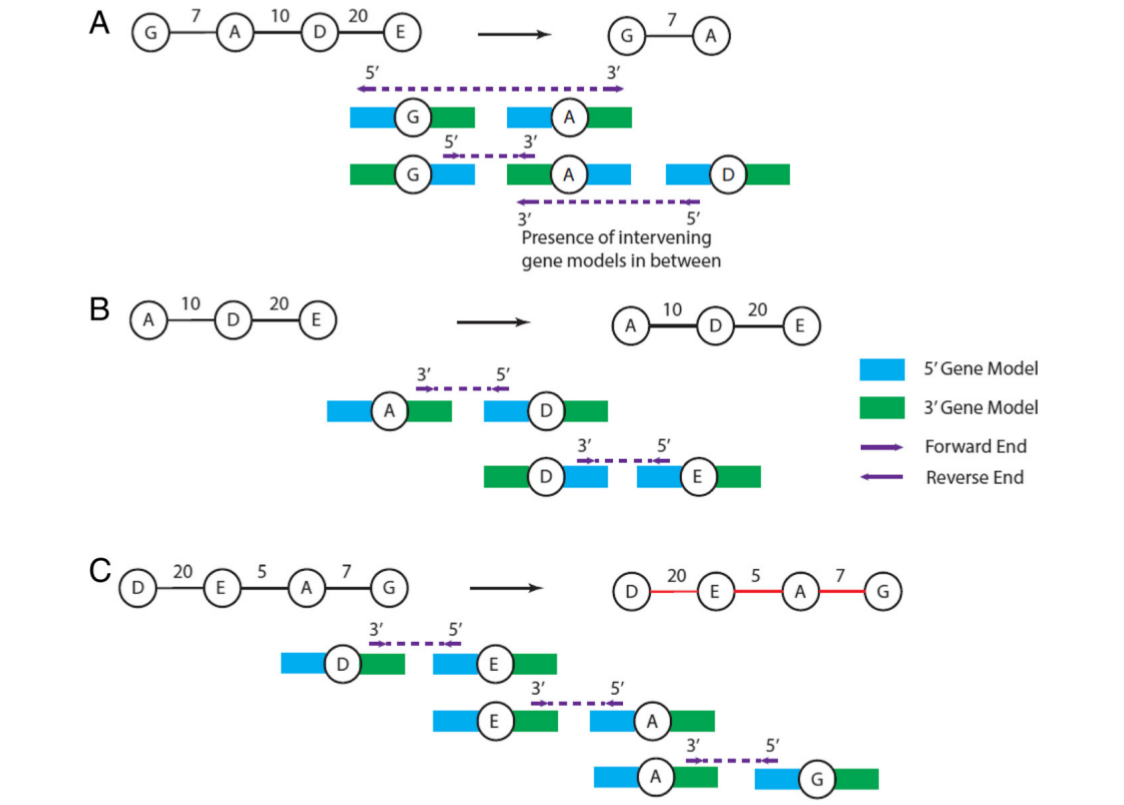 A
G 7 A 10 D 20 E
G 7 A
5′ 3′
G A
5′ 3′
G A D
3′ 5′
Presence of intervening
gene models in between
B
A 10 D 20 E
A 10 D 20 E
3′ 5′
A D
3′ 5′
D E
5′ Gene Model
3′ Gene Model
Forward End
Reverse End
C
D 20 E 5 A 7 G
D 20 E 5 A 7 G
3′ 5′
D E
3′ 5′
E A
3′ 5′
A G